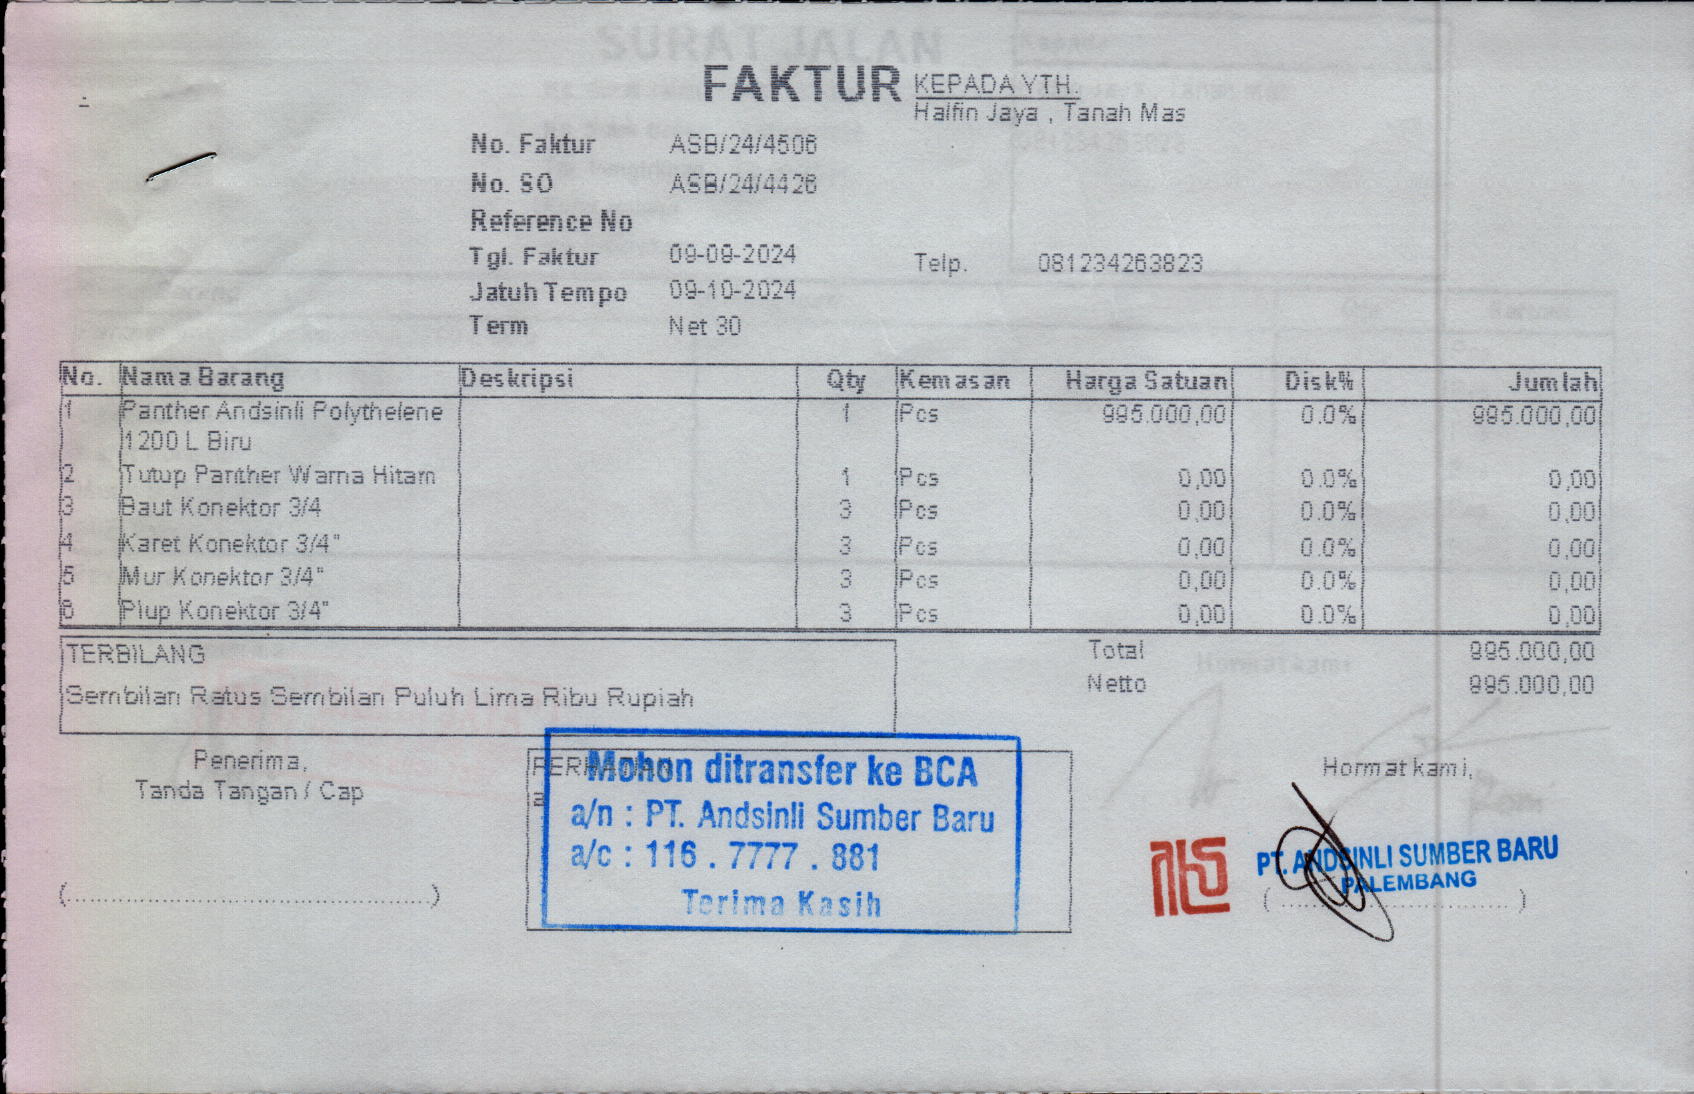 FAKTUR
KEPADA YTH.
Halfin Jaya , Tanah Mas
No. Faktur ASB/24/4506
No. SO ASB/24/4426
Reference No
Tgl. Faktur 09-09-2024
Telp. 081234263823
Jatuh Tempo 09-10-2024
Term Net 30
No. Nama Barang Deskripsi Qty Kemasan Harga Satuan Disk% Jumlah
1 Panther Andsinli Polythelene 1 Pcs 995.000,00 0.0% 995.000,00
1200 L Biru
2 Tutup Panther Warna Hitam 1 Pcs 0,00 0.0% 0,00
3 Baut Konektor 3/4 3 Pcs 0,00 0.0% 0,00
4 Karet Konektor 3/4" 3 Pcs 0,00 0.0% 0,00
5 Mur Konektor 3/4" 3 Pcs 0,00 0.0% 0,00
6 Plup Konektor 3/4" 3 Pcs 0,00 0.0% 0,00
TERBILANG
Sembilan Ratus Sembilan Puluh Lima Ribu Rupiah
Total 995.000,00
Netto 995.000,00
Penerima,
Tanda Tangan / Cap
Mohon ditransfer ke BCA
a/n : PT. Andsinli Sumber Baru
a/c : 116 . 7777 . 881
Terima Kasih
Hormat kami,
PT. ANDSINLI SUMBER BARU
PALEMBANG